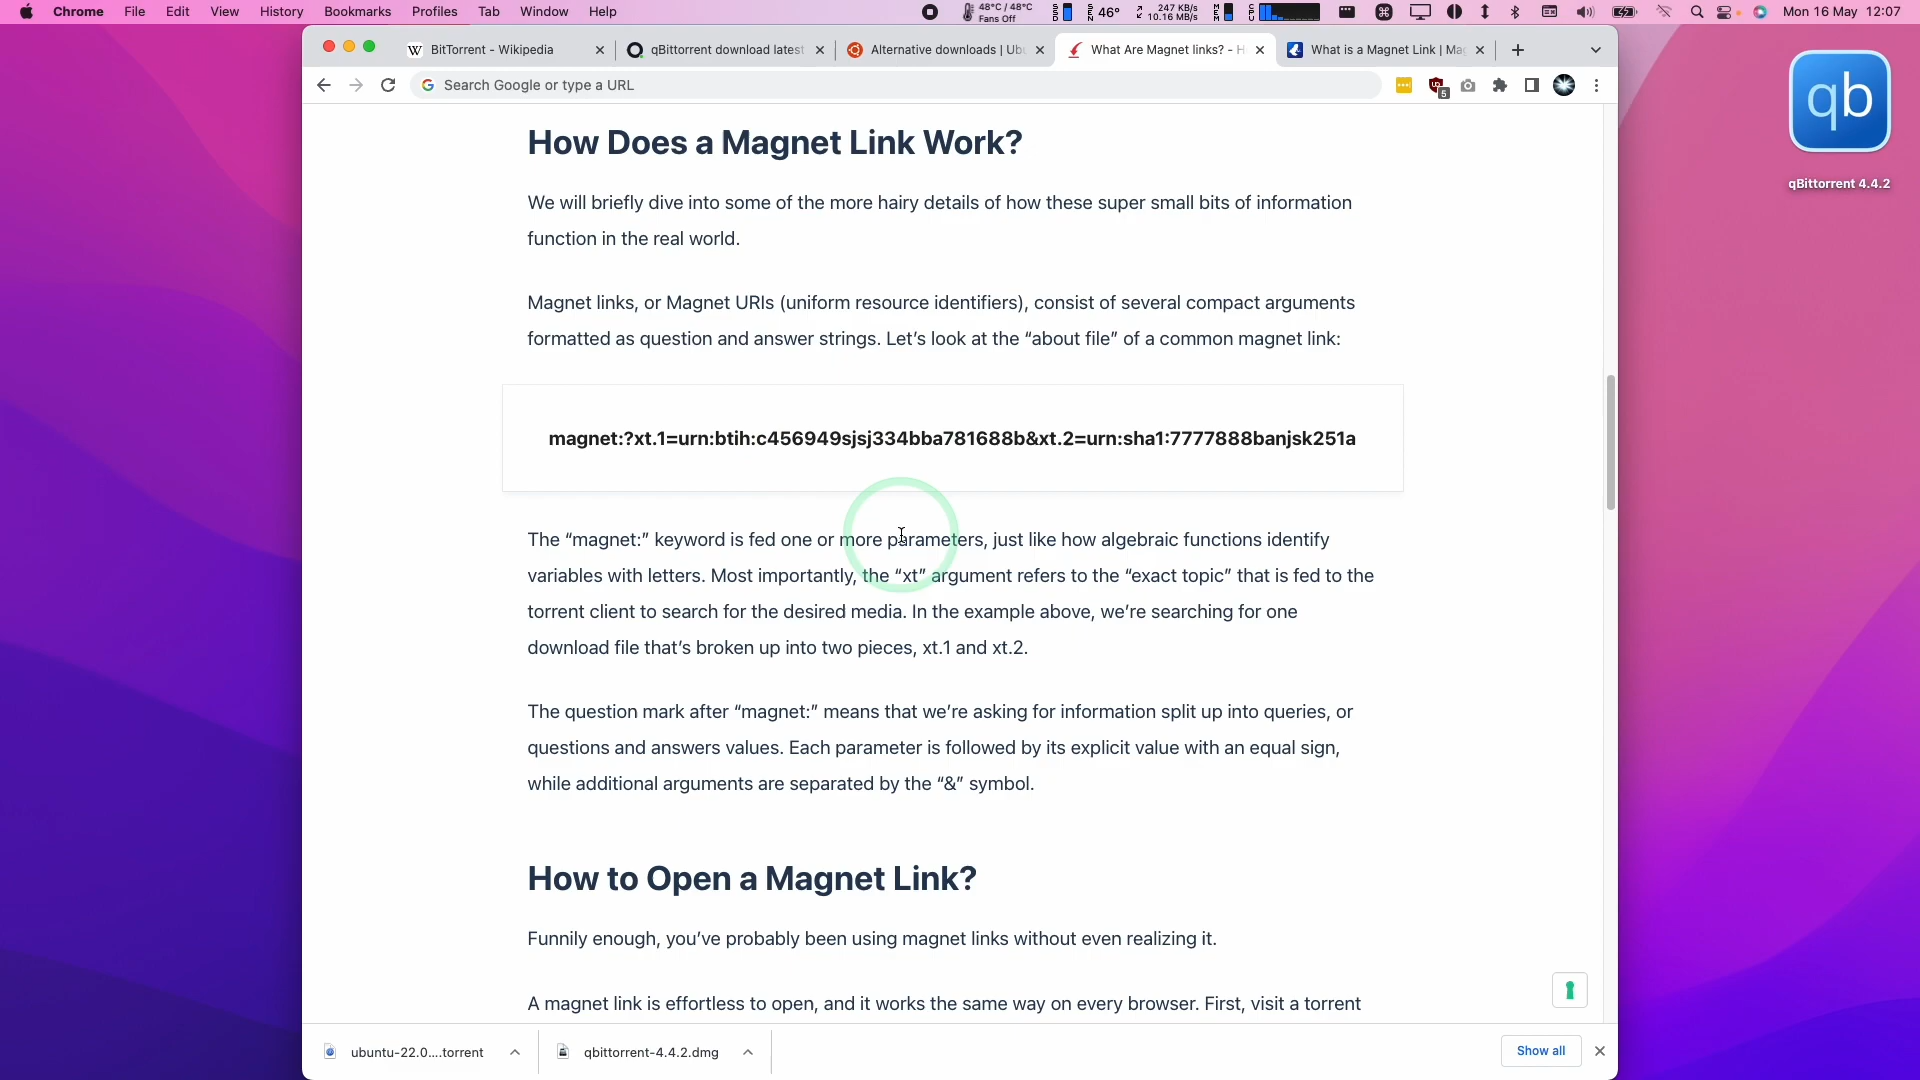 Chrome File Edit View History Bookmarks Profiles Tab Window Help
48°C / 48°C
Fans Off
46°
247 KB/s
10.16 MB/s
Mon 16 May 12:07
BitTorrent - Wikipedia
qBittorrent download latest
Alternative downloads | Ub
What Are Magnet links? - H
What is a Magnet Link | Ma
Search Google or type a URL
5
qb
qBittorrent 4.4.2
How Does a Magnet Link Work?
We will briefly dive into some of the more hairy details of how these super small bits of information
function in the real world.
Magnet links, or Magnet URIs (uniform resource identifiers), consist of several compact arguments
formatted as question and answer strings. Let’s look at the “about file” of a common magnet link:
magnet:?xt.1=urn:btih:c456949sjsj334bba781688b&xt.2=urn:sha1:7777888banjsk251a
The “magnet:” keyword is fed one or more parameters, just like how algebraic functions identify
variables with letters. Most importantly, the “xt” argument refers to the “exact topic” that is fed to the
torrent client to search for the desired media. In the example above, we’re searching for one
download file that’s broken up into two pieces, xt.1 and xt.2.
The question mark after “magnet:” means that we’re asking for information split up into queries, or
questions and answers values. Each parameter is followed by its explicit value with an equal sign,
while additional arguments are separated by the “&” symbol.
How to Open a Magnet Link?
Funnily enough, you’ve probably been using magnet links without even realizing it.
A magnet link is effortless to open, and it works the same way on every browser. First, visit a torrent
ubuntu-22.0....torrent
qbittorrent-4.4.2.dmg
Show all